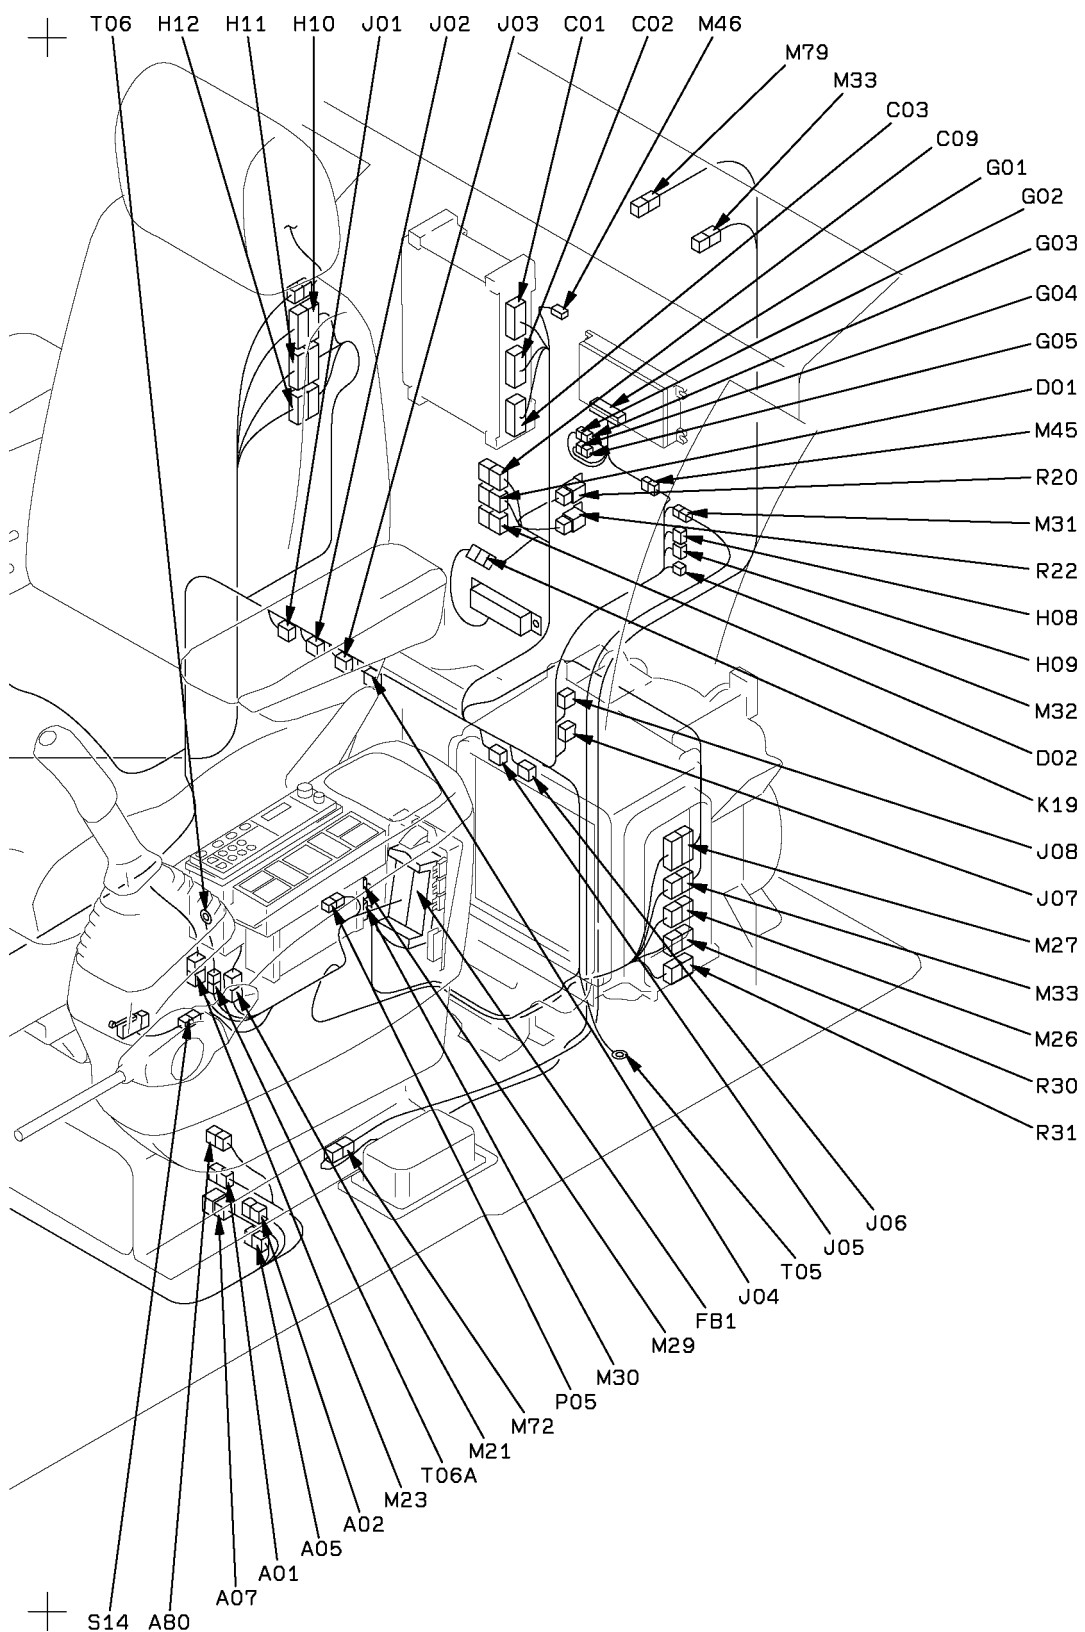 T06 H12 H11 H10 J01 J02 J03 C01 C02 M46
M79
M33
C03
C09
G01
G02
G03
G04
G05
D01
M45
R20
M31
R22
H08
H09
M32
D02
K19
J08
J07
M27
M33
M26
R30
R31
J06
J05
T05
J04
FB1
M29
M30
P05
M72
M21
T06A
M23
A02
A05
A01
A07
S14 A80